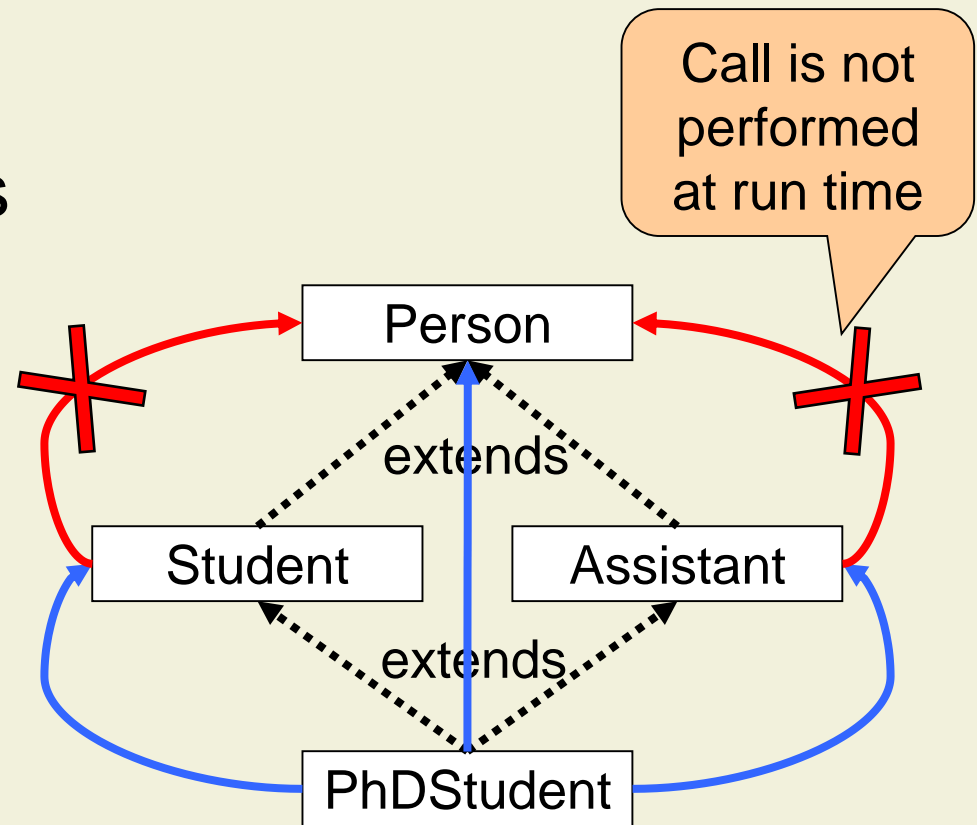 Call is not
performed
at run time
s
Person
extends
Student
Assistant
extends
PhDStudent